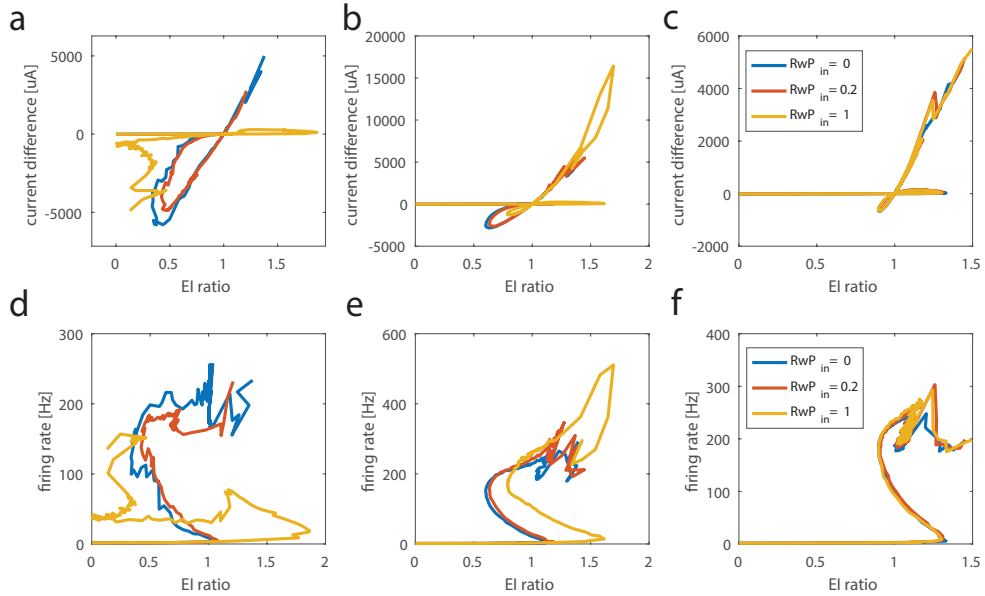 a
b
c
current difference [uA]
5000
0
-5000
0
0.5
1
1.5
EI ratio
current difference [uA]
20000
15000
10000
5000
0
-5000
0
0.5
1
1.5
2
EI ratio
current difference [uA]
6000
4000
2000
0
-2000
0
0.5
1
1.5
EI ratio
RwP in = 0
RwP in = 0.2
RwP in = 1
d
e
f
firing rate [Hz]
300
200
100
0
0
0.5
1
1.5
2
EI ratio
firing rate [Hz]
600
400
200
0
0
0.5
1
1.5
2
EI ratio
firing rate [Hz]
400
300
200
100
0
0
0.5
1
1.5
EI ratio
RwP in = 0
RwP in = 0.2
RwP in = 1